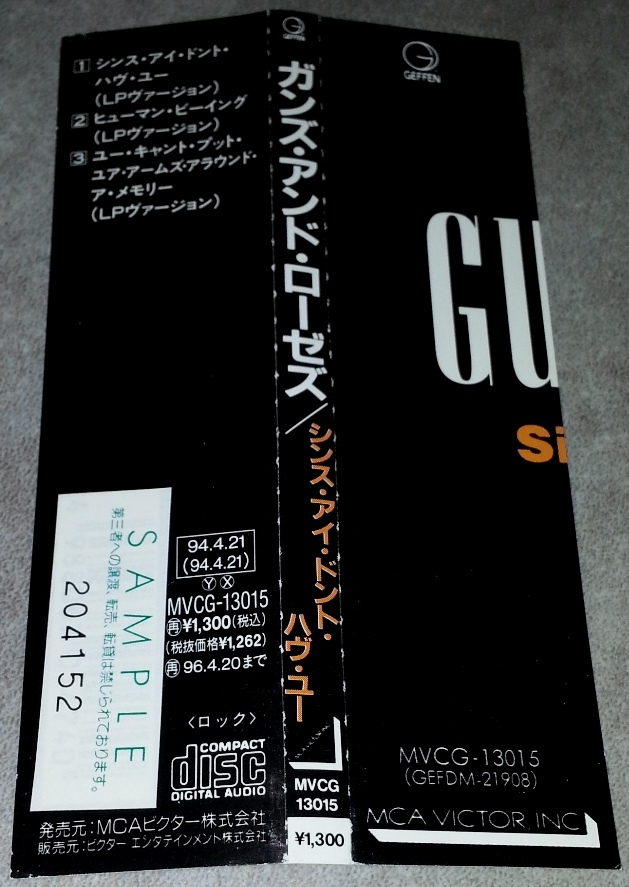 1 シンス・アイ・ドント・
ハヴ・ユー
(LPヴァージョン)
2 ヒューマン・ビーイング
(LPヴァージョン)
3 ユー・キャント・プット・
ユア・アームズ・アラウンド・
ア・メモリー
(LPヴァージョン)
SAMPLE
第三者への譲渡、転売、転貸は禁じられております。
204152
94.4.21
(94.4.21)
Y X
MVCG-13015
再¥1,300(税込)
(税抜価格¥1,262)
再96.4.20まで
〈ロック〉
COMPACT
disc
DIGITAL AUDIO
発売元:MCAビクター株式会社
販売元:ビクター エンタテインメント株式会社
G
GEFFEN
ガンズ・アンド・ローゼズ/シンス・アイ・ドント・
ハヴ・ユー
MVCG
13015
¥1,300
G
GEFFEN
GU
Si
MVCG-13015
(GEFDM-21908)
MCA VICTOR, INC